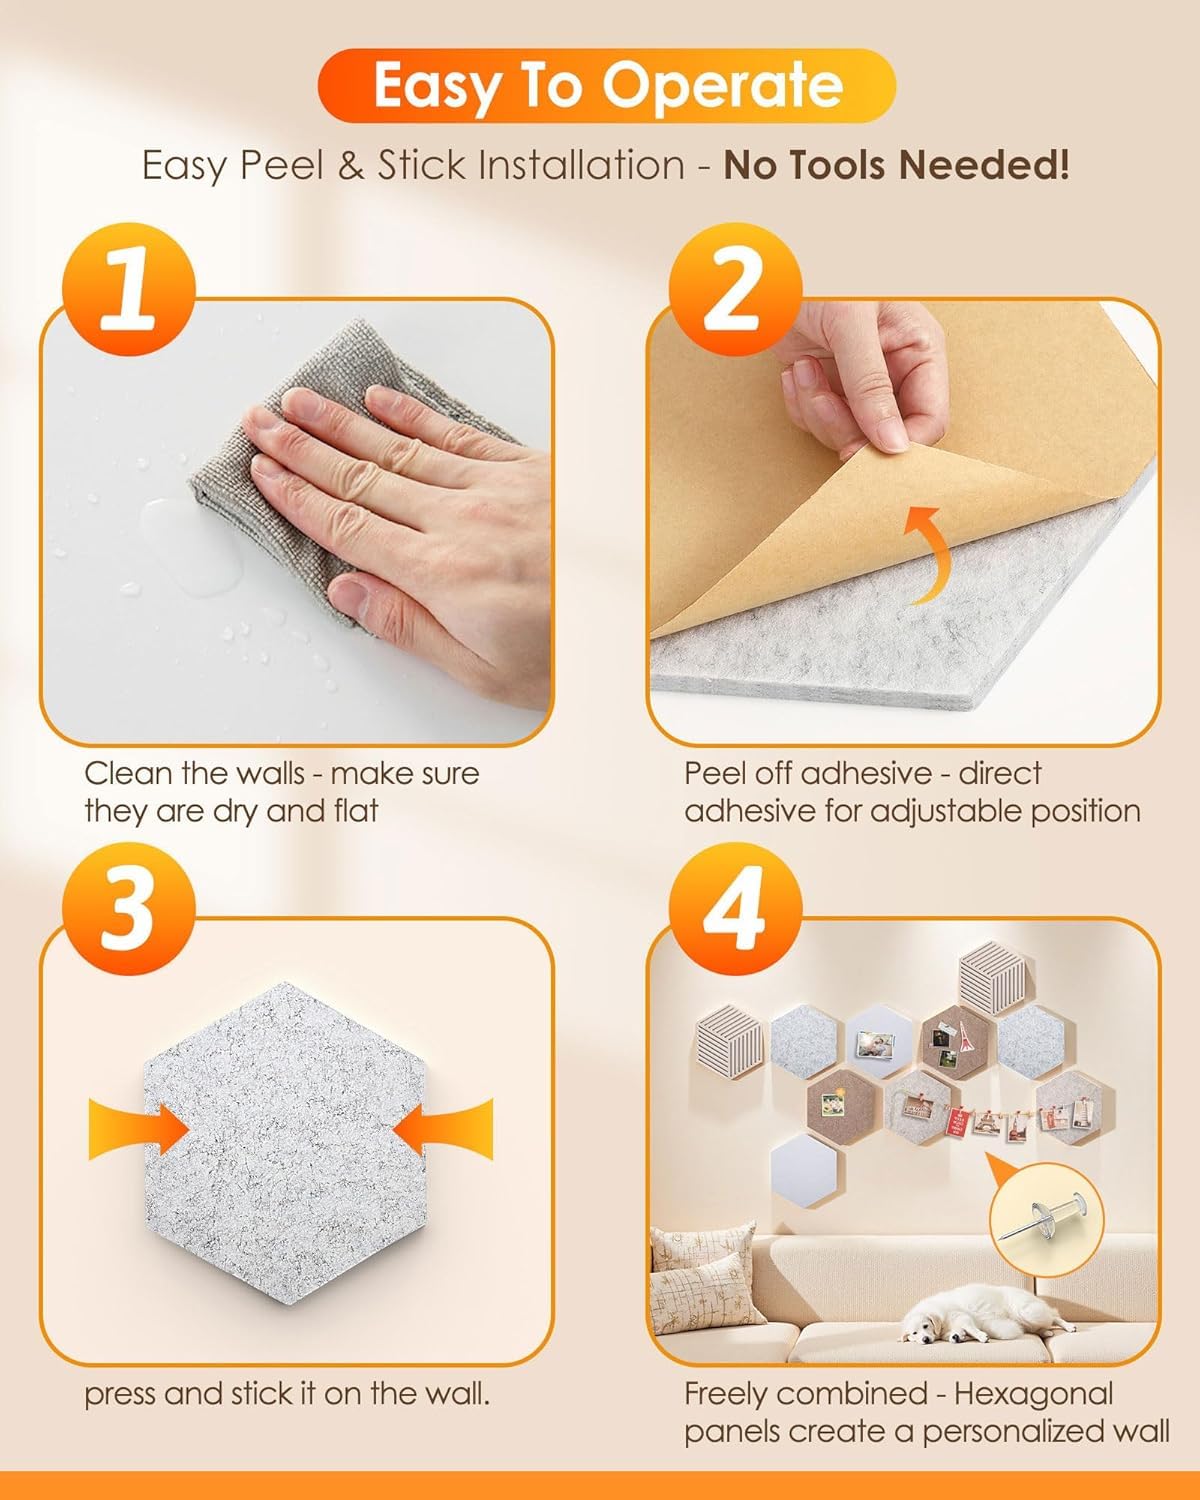 Easy To Operate
Easy Peel & Stick Installation - No Tools Needed!
1
2
Clean the walls - make sure
they are dry and flat
Peel off adhesive - direct
adhesive for adjustable position
3
4
press and stick it on the wall.
Freely combined - Hexagonal
panels create a personalized wall